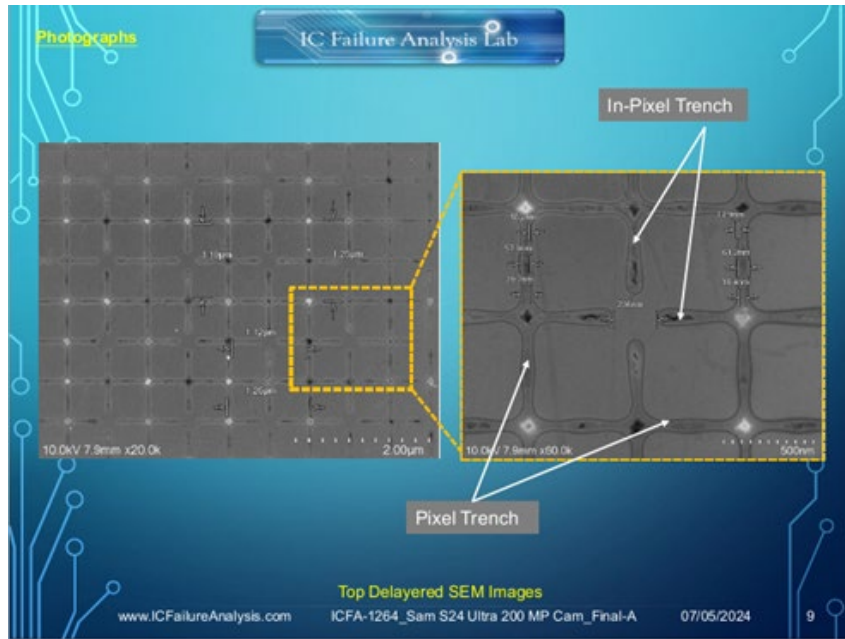 Photographs
IC Failure Analysis Lab
In-Pixel Trench
1.25µm
10.0kV 7.9mm x20.0k
2.00µm
10.0kV 7.9mm x60.0k
500nm
Pixel Trench
Top Delayered SEM Images
www.ICFailureAnalysis.com
ICFA-1264_Sam S24 Ultra 200 MP Cam_Final-A
07/05/2024
9